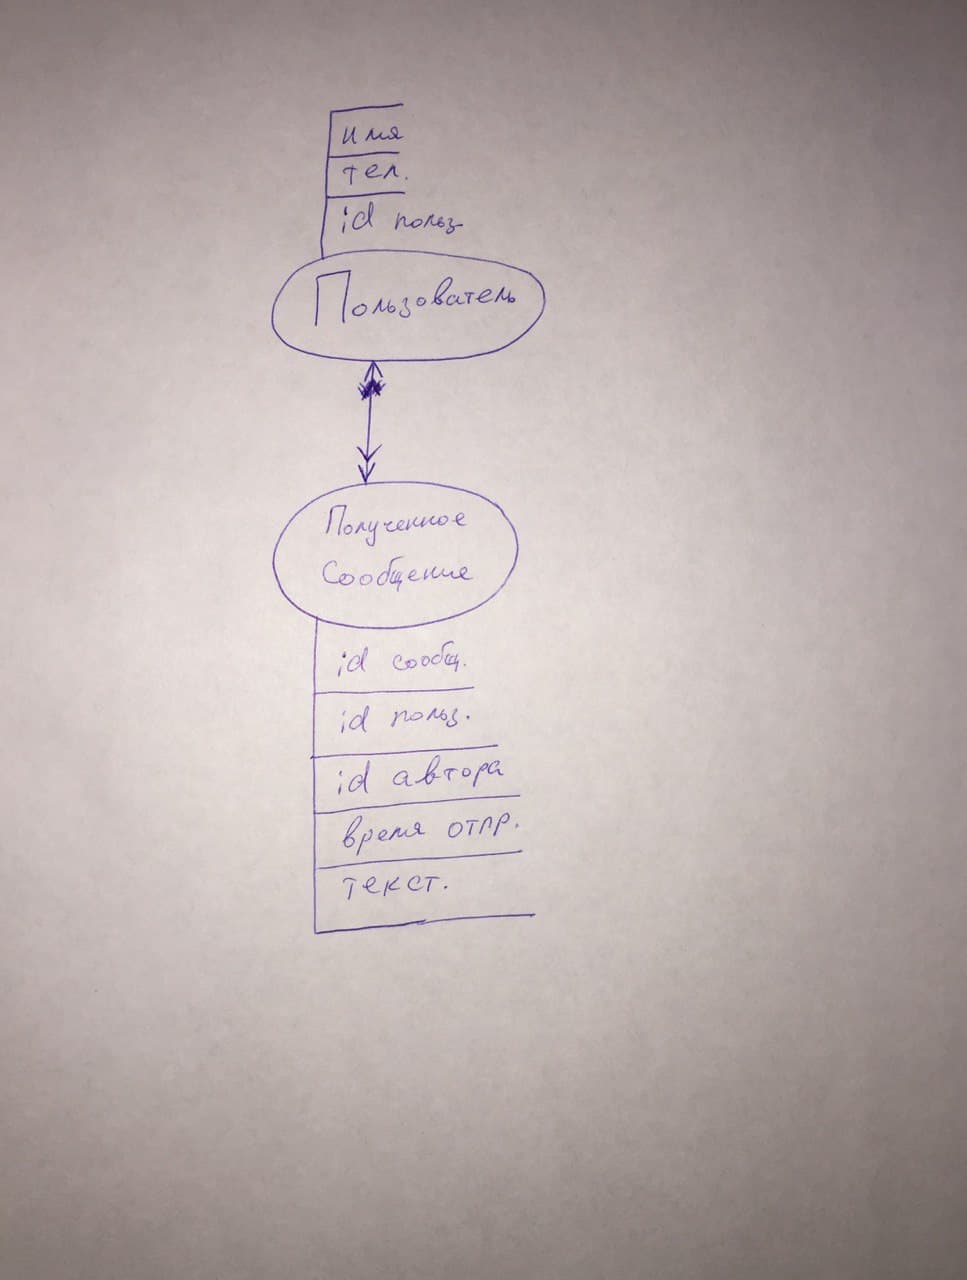 имя
тел.
id польз
Пользователь
Полученное
Сообщение
id сообщ.
id польз.
id автора
время отпр.
текст.